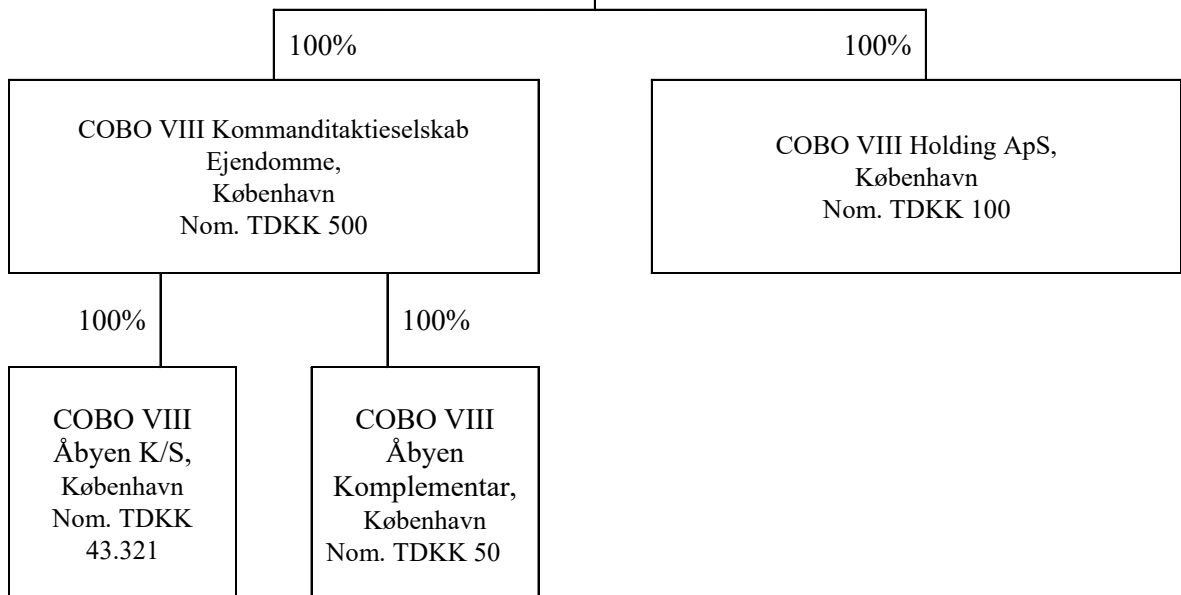 100%
100%
COBO VIII Kommanditaktieselskab
Ejendomme,
København
Nom. TDKK 500
COBO VIII Holding ApS,
København
Nom. TDKK 100
100%
100%
COBO VIII
Åbyen K/S,
København
Nom. TDKK
43.321
COBO VIII
Åbyen
Komplementar,
København
Nom. TDKK 50